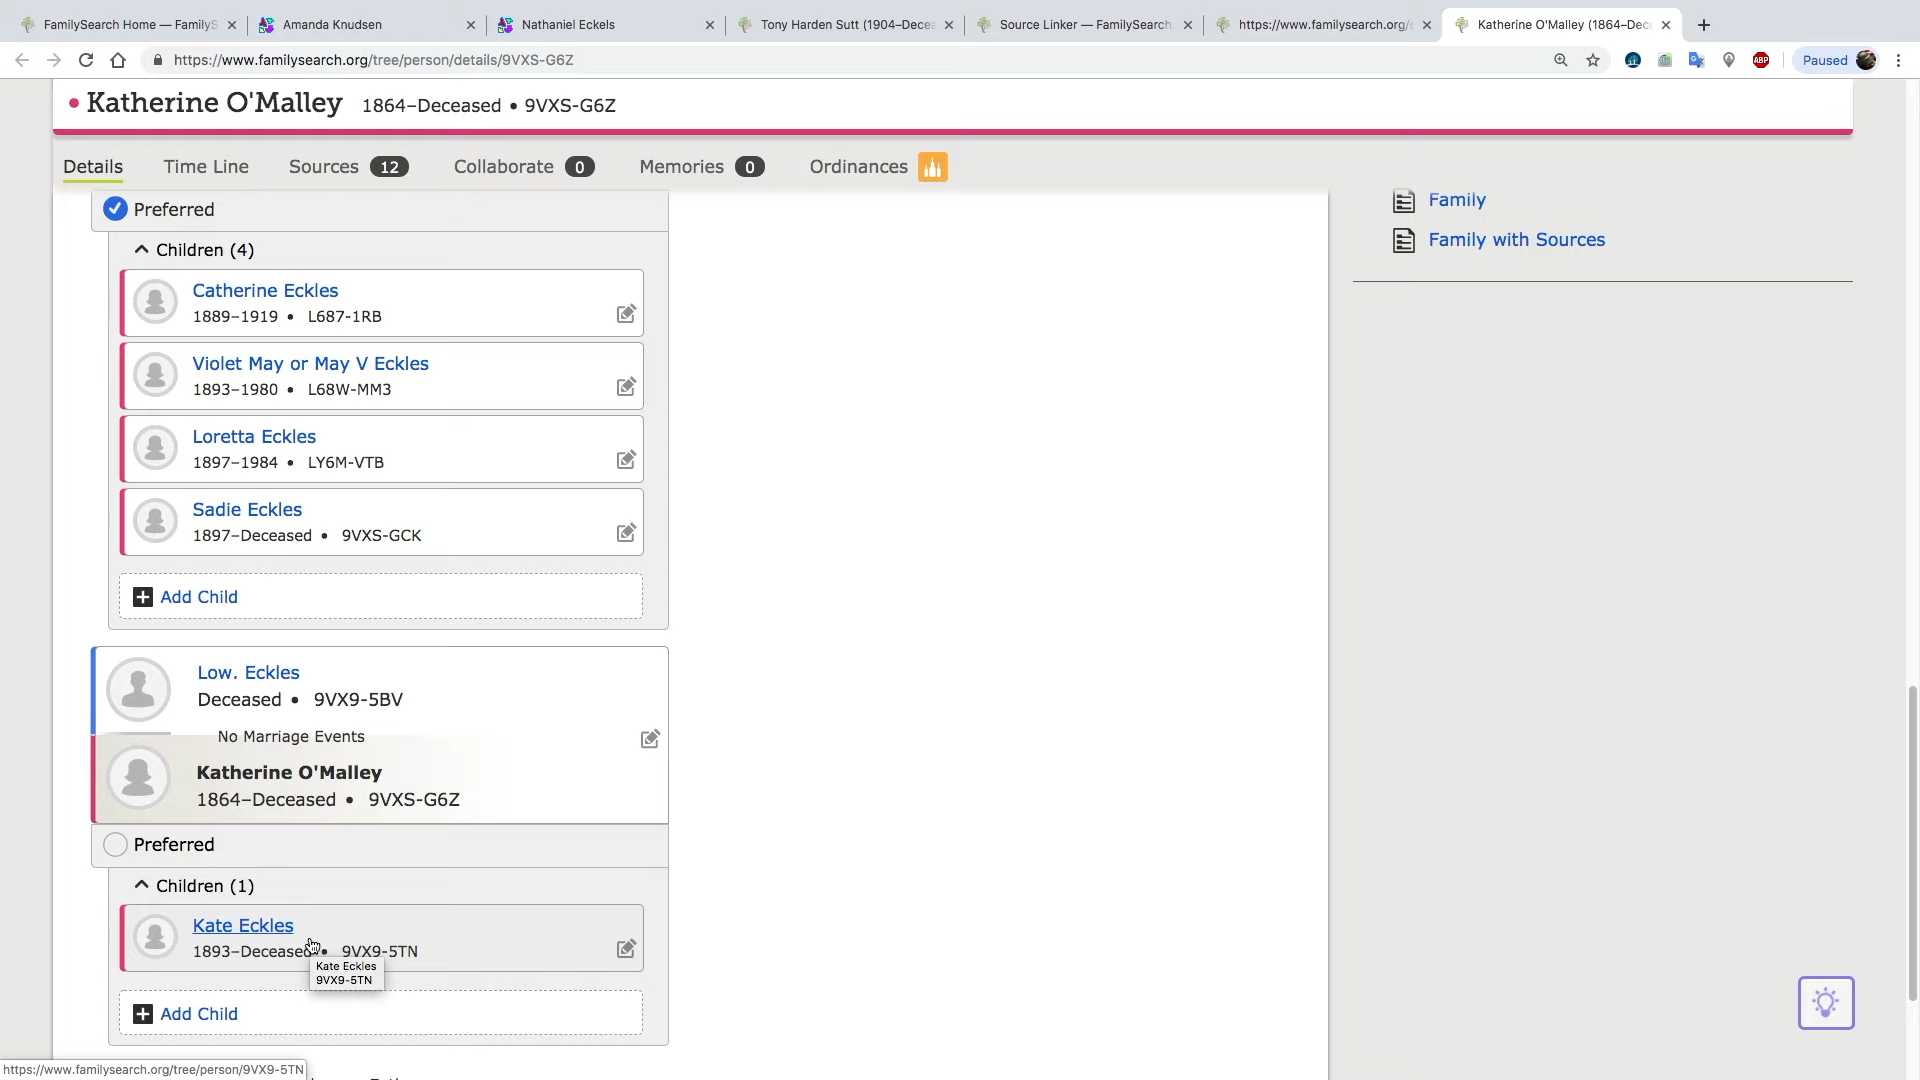 FamilySearch Home — FamilyS
Amanda Knudsen
Nathaniel Eckels
Tony Harden Sutt (1904–Decea
Source Linker — FamilySearch
https://www.familysearch.org/
Katherine O'Malley (1864–Dec
https://www.familysearch.org/tree/person/details/9VXS-G6Z
ABP
Paused
Katherine O'Malley 1864–Deceased • 9VXS-G6Z
Details
Time Line
Sources 12
Collaborate 0
Memories 0
Ordinances
Preferred
Children (4)
Catherine Eckles
1889–1919 • L687-1RB
Violet May or May V Eckles
1893–1980 • L68W-MM3
Loretta Eckles
1897–1984 • LY6M-VTB
Sadie Eckles
1897–Deceased • 9VXS-GCK
Add Child
Low. Eckles
Deceased • 9VX9-5BV
No Marriage Events
Katherine O'Malley
1864–Deceased • 9VXS-G6Z
Preferred
Children (1)
Kate Eckles
1893–Deceased • 9VX9-5TN
Kate Eckles
9VX9-5TN
Add Child
Family
Family with Sources
https://www.familysearch.org/tree/person/9VX9-5TN